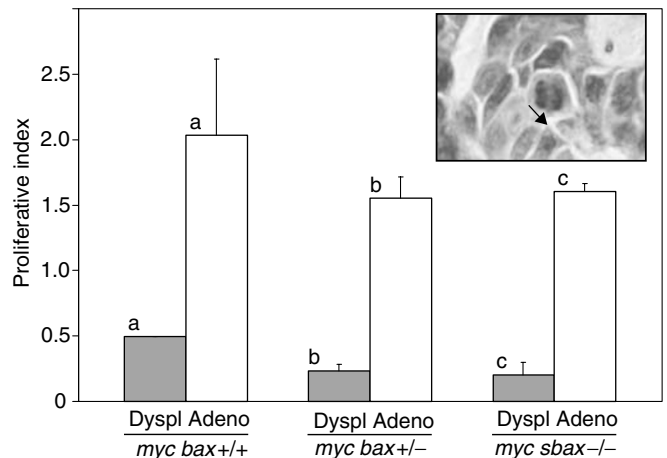 Proliferative index
2.5
2.0
1.5
1.0
0.5
0
a
a
b
b
c
c
Dyspl Adeno
myc bax+/+
Dyspl Adeno
myc bax+/–
Dyspl Adeno
myc sbax–/–